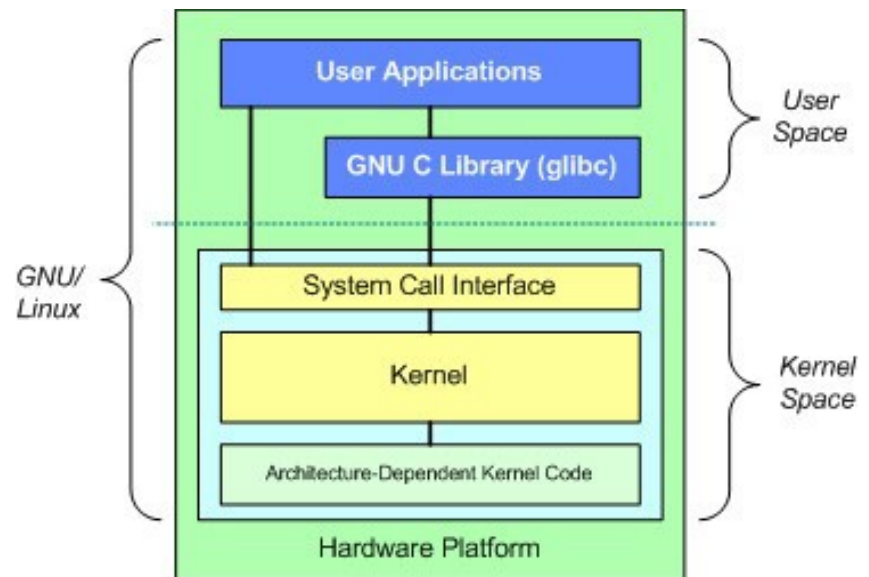 User Applications
GNU C Library (glibc)
User
Space
GNU/
Linux
System Call Interface
Kernel
Architecture-Dependent Kernel Code
Kernel
Space
Hardware Platform